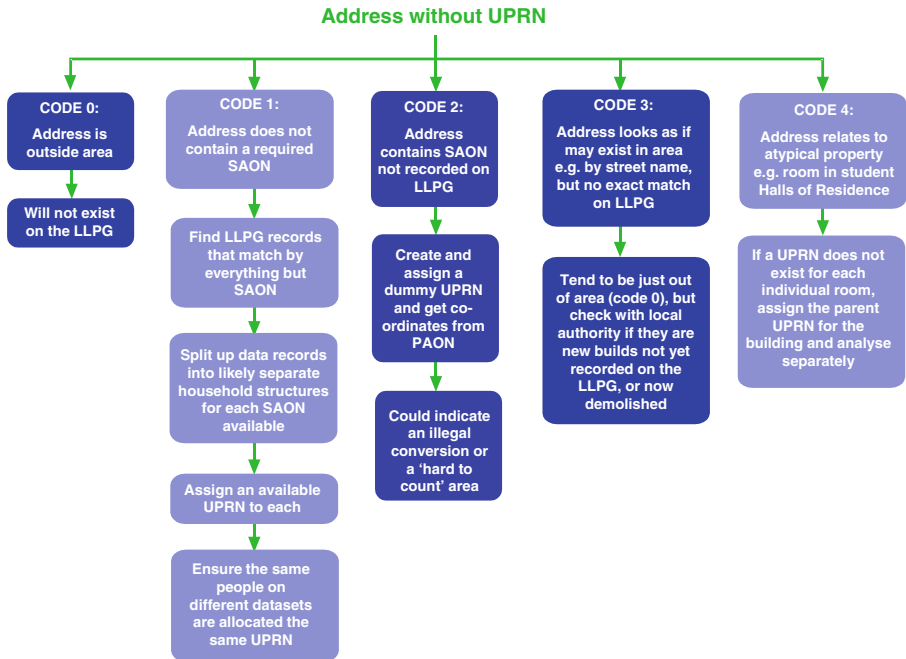 Address without UPRN
CODE 0:
Address is
outside area
Will not exist
on the LLPG
CODE 1:
Address does not
contain a required
SAON
Find LLPG records
that match by
everything but
SAON
Split up data records
into likely separate
household structures
for each SAON
available
Assign an available
UPRN to each
Ensure the same
people on
different datasets
are allocated the
same UPRN
CODE 2:
Address
contains SAON
not recorded on
LLPG
Create and
assign a
dummy UPRN
and get co-
ordinates from
PAON
Could indicate
an illegal
conversion or
a ‘hard to
count’ area
CODE 3:
Address looks as if
may exist in area
e.g. by street name,
but no exact match
on LLPG
Tend to be just out
of area (code 0), but
check with local
authority if they are
new builds not yet
recorded on the
LLPG, or now
demolished
CODE 4:
Address relates to
atypical property
e.g. room in student
Halls of Residence
If a UPRN does not
exist for each
individual room,
assign the parent
UPRN for the
building and analyse
separately